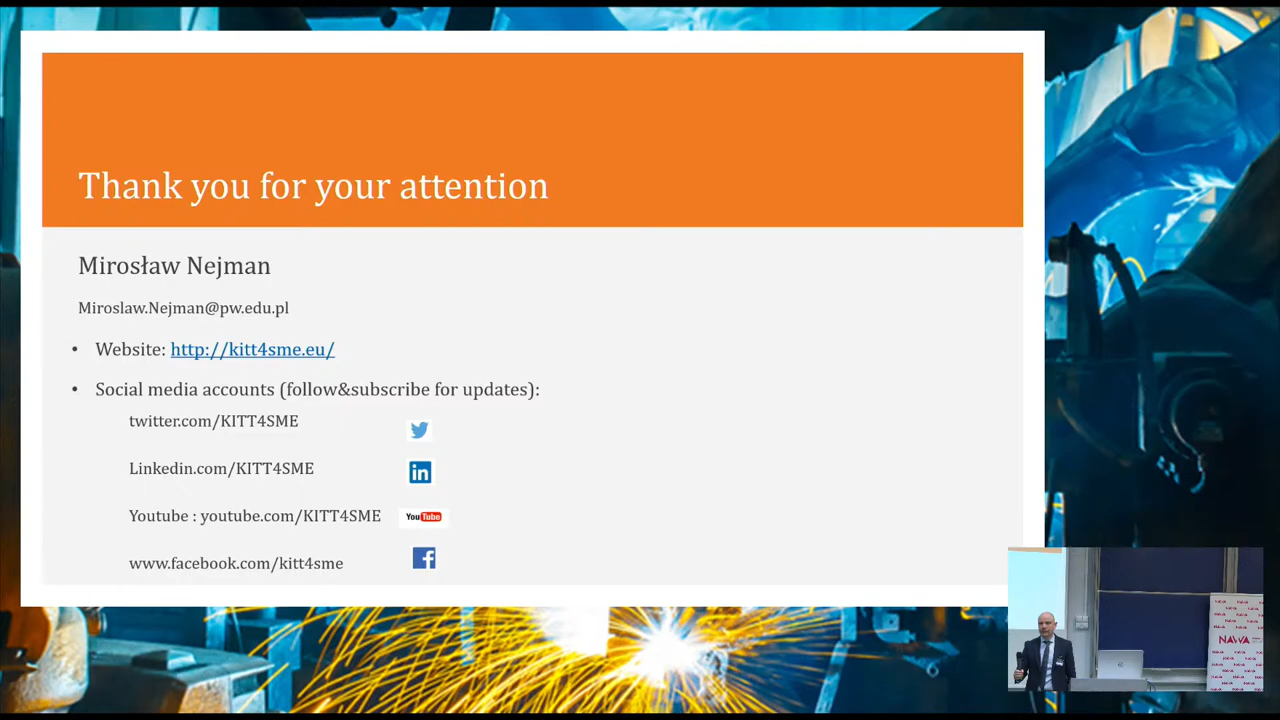 Thank you for your attention
Mirosław Nejman
Miroslaw.Nejman@pw.edu.pl
• Website: http://kitt4sme.eu/
• Social media accounts (follow&subscribe for updates):
twitter.com/KITT4SME
Linkedin.com/KITT4SME
in
Youtube : youtube.com/KITT4SME
YouTube
www.facebook.com/kitt4sme
f
NAWA